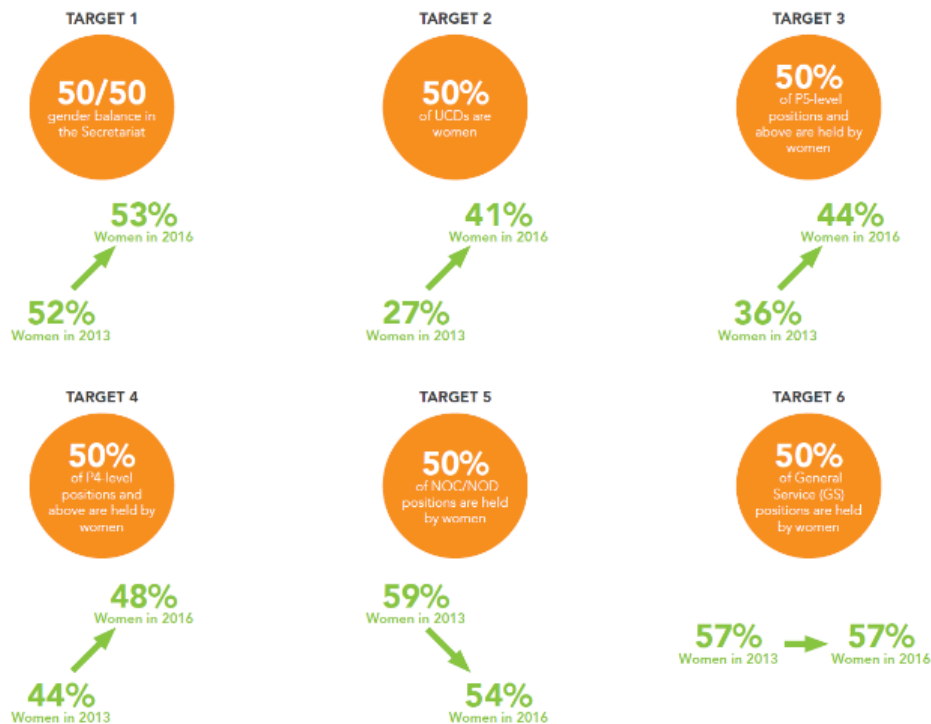 TARGET 1
50/50
gender balance in
the Secretariat
53%
Women in 2016
52%
Women in 2013
TARGET 2
50%
of UCDs are
women
41%
Women in 2016
27%
Women in 2013
TARGET 3
50%
of P5-level
positions and
above are held by
women
44%
Women in 2016
36%
Women in 2013
TARGET 4
50%
of P4-level
positions and
above are held by
women
48%
Women in 2016
44%
Women in 2013
TARGET 5
50%
of NOC/NOD
positions are held
by women
59%
Women in 2013
54%
Women in 2016
TARGET 6
50%
of General
Service (GS)
positions are held
by women
57%
Women in 2013
57%
Women in 2016